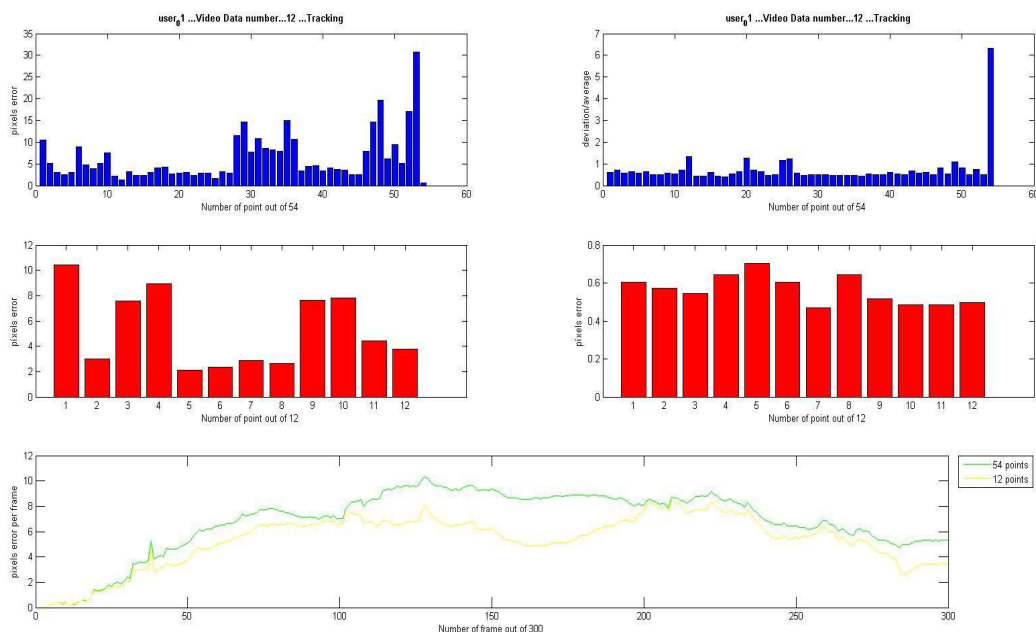 user01 ...Video Data number...12 ...Tracking
35
30
25
20
15
10
5
0
pixels error
0 10 20 30 40 50 60
Number of point out of 54
user01 ...Video Data number...12 ...Tracking
7
6
5
4
3
2
1
0
deviation/average
0 10 20 30 40 50 60
Number of point out of 54
12
10
8
6
4
2
0
pixels error
1 2 3 4 5 6 7 8 9 10 11 12
Number of point out of 12
0.8
0.6
0.4
0.2
0
pixels error
1 2 3 4 5 6 7 8 9 10 11 12
Number of point out of 12
12
10
8
6
4
2
0
pixels error per frame
0 50 100 150 200 250 300
Number of frame out of 300
54 points
12 points